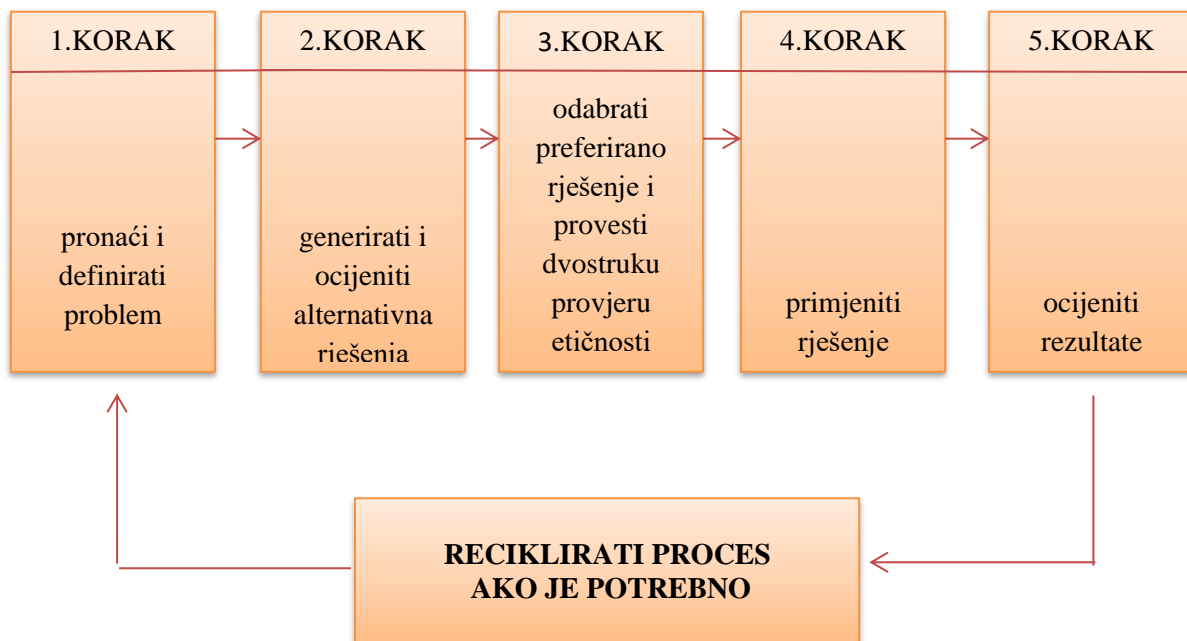 1.KORAK
pronaći i
definirati
problem
2.KORAK
generirati i
ocijeniti
alternativna
rješenja
3.KORAK
odabrati
preferirano
rješenje i
provesti
dvostruku
provjeru
etičnosti
4.KORAK
primjeniti
rješenje
5.KORAK
ocijeniti
rezultate
RECIKLIRATI PROCES
AKO JE POTREBNO